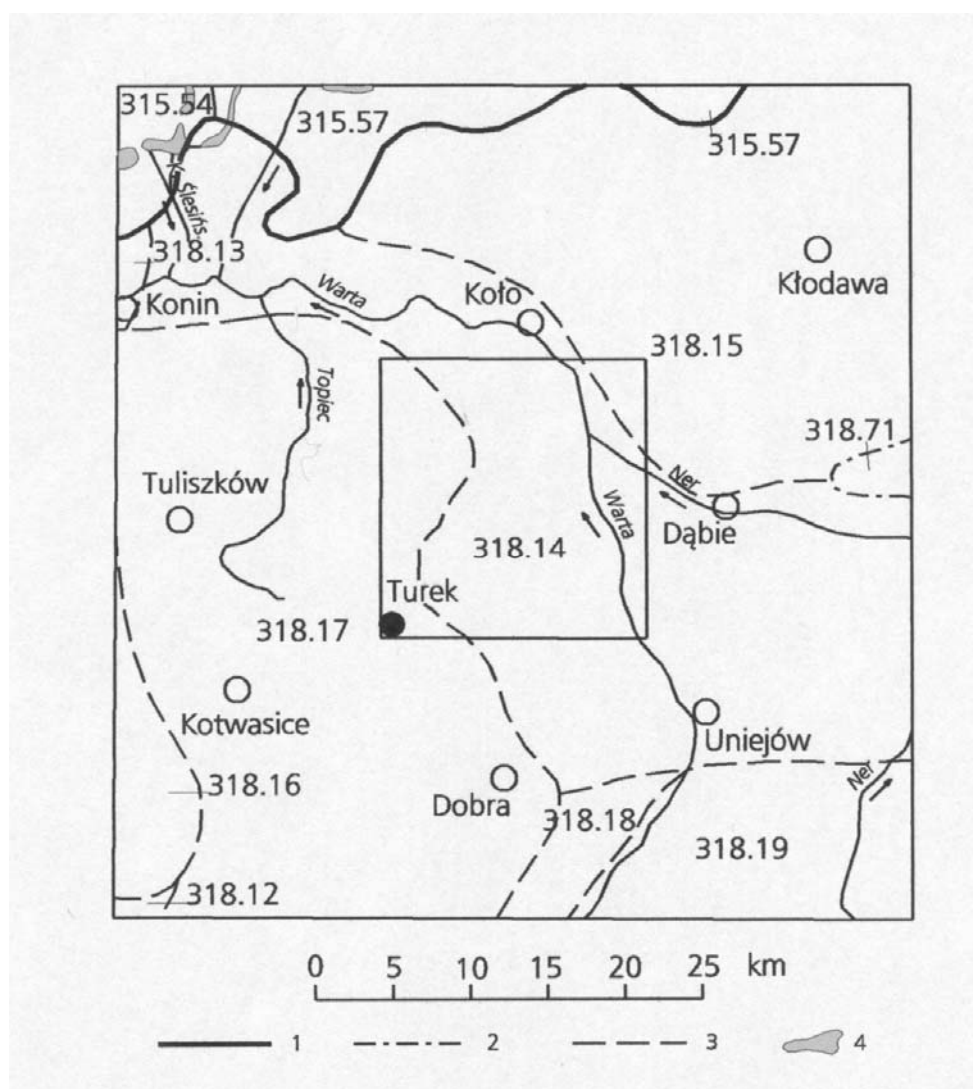 315.54
315.57
315.57
K. Ślesińs.
318.13
Kłodawa
Konin
Warta
Koło
318.15
Topiec
318.71
Tuliszków
Ner
Warta
Dąbie
318.14
Turek
318.17
Kotwasice
Uniejów
318.16
Dobra
Ner
318.18
318.19
318.12
0 5 10 15 20 25 km
1 2 3 4